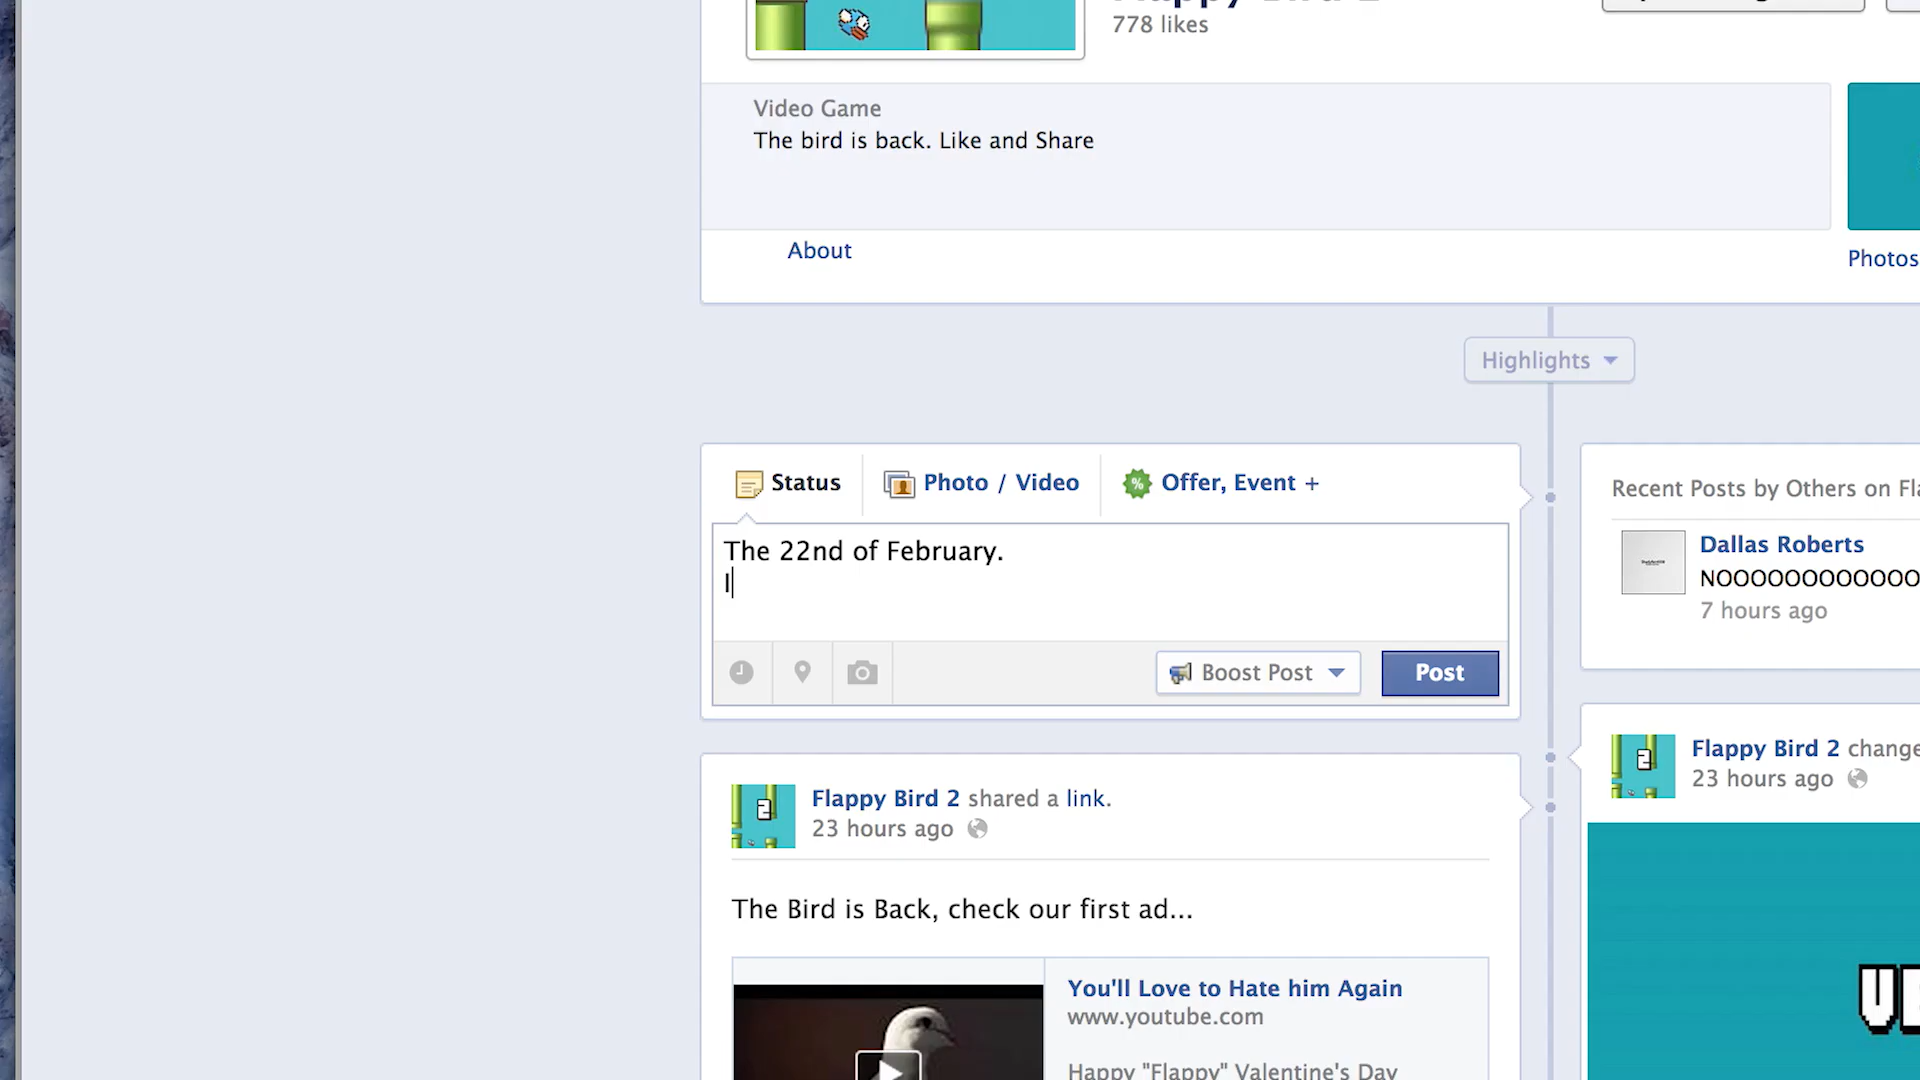 778 likes
Video Game
The bird is back. Like and Share
About
Photos
Highlights
Status
Photo / Video
Offer, Event +
The 22nd of February.
I
Boost Post
Post
Recent Posts by Others on
Dallas Roberts
NOOOOOOOOOOOO
7 hours ago
Flappy Bird 2 shared a link.
23 hours ago
The Bird is Back, check our first ad...
You'll Love to Hate him Again
www.youtube.com
Happy "Flappy" Valentine's Day
Flappy Bird 2 change
23 hours ago